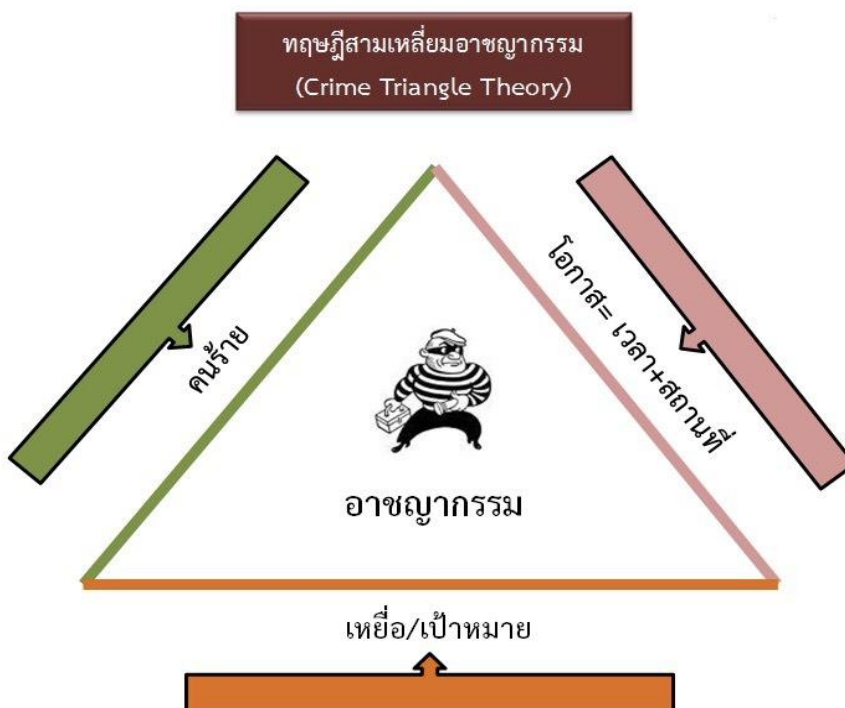 ทฤษฎีสามเหลี่ยมอาชญากรรม
(Crime Triangle Theory)
คนร้าย
โอกาส= เวลา+สถานที่
อาชญากรรม
เหยื่อ/เป้าหมาย